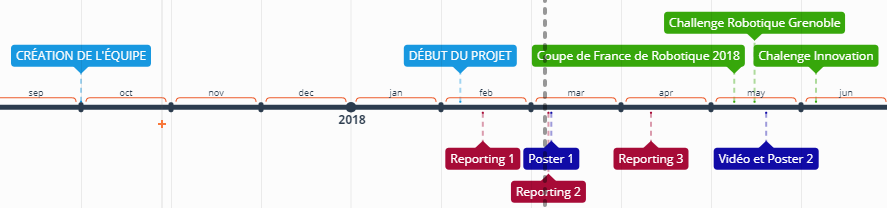 Challenge Robotique Grenoble
CRÉATION DE L'ÉQUIPE
DÉBUT DU PROJET
Coupe de France de Robotique 2018
Chalenge Innovation
sep oct nov dec jan feb mar apr may jun
2018
Reporting 1
Poster 1
Reporting 3
Vidéo et Poster 2
Reporting 2